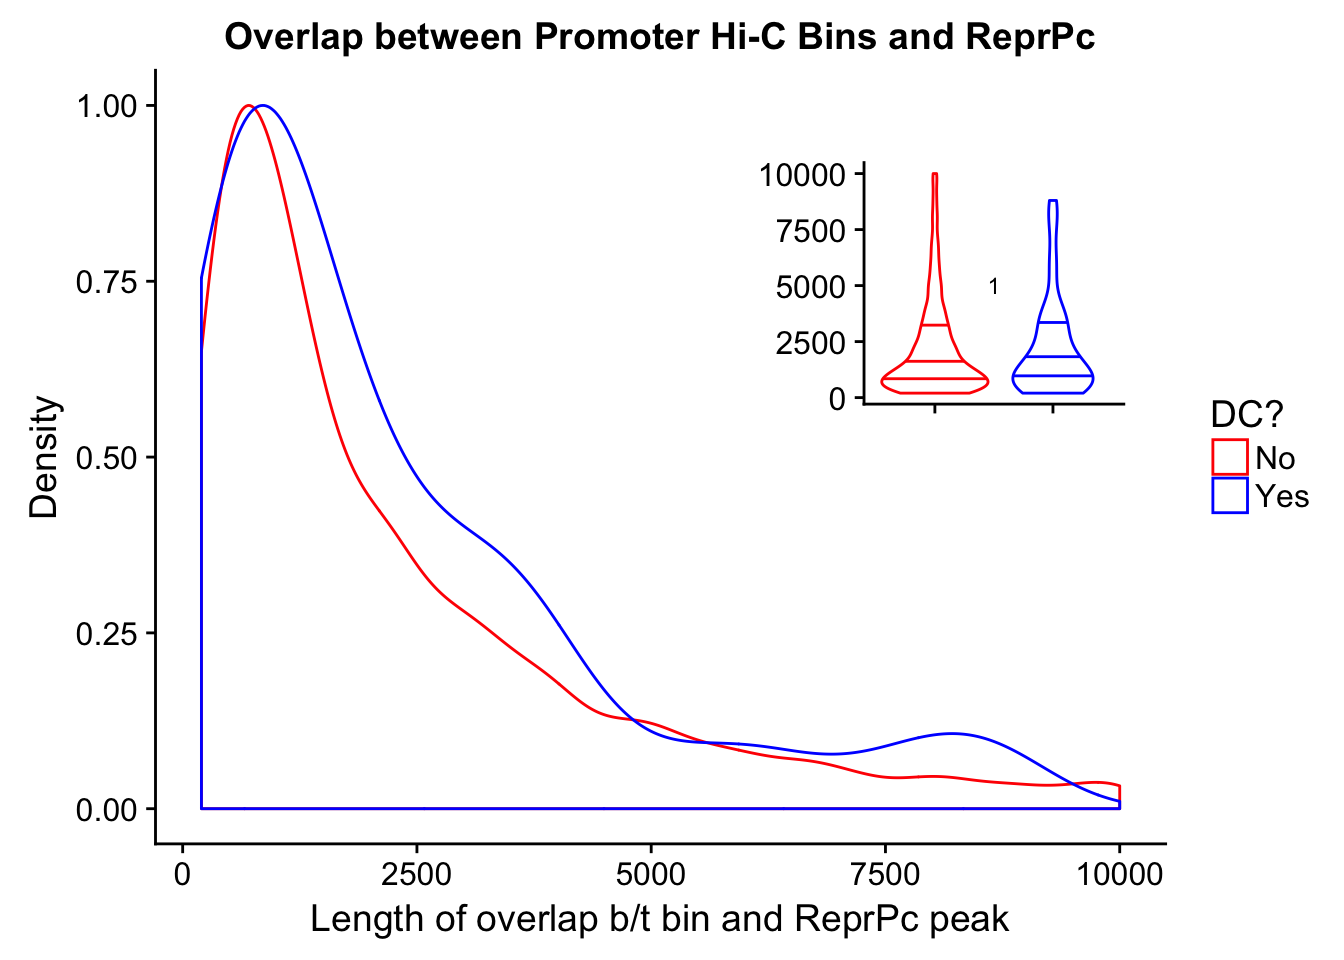 Overlap between Promoter Hi-C Bins and ReprPc
1.00
0.75
0.50
0.25
0.00
Density
0
2500
5000
7500
10000
Length of overlap b/t bin and ReprPc peak
10000
7500
5000
2500
0
1
DC?
No
Yes